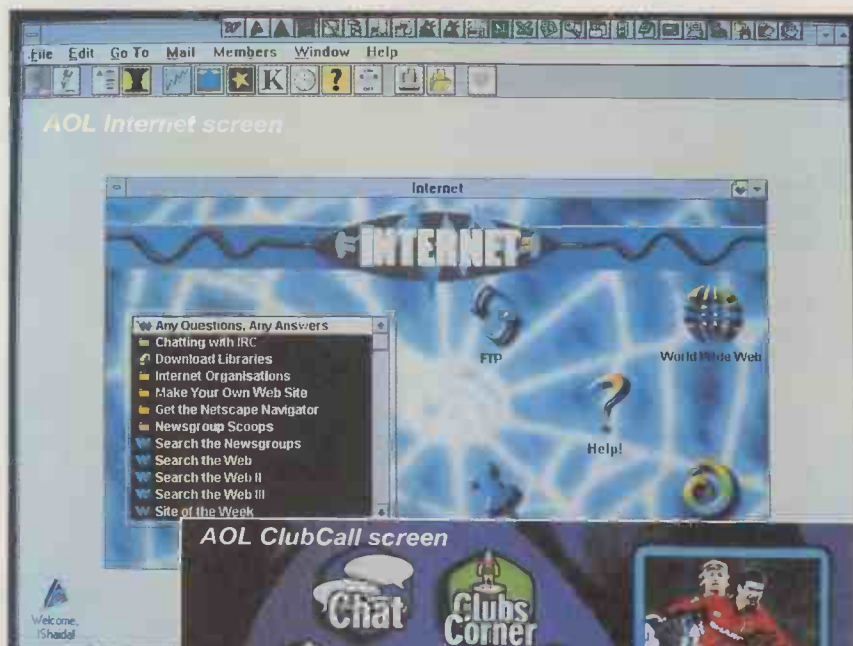 File Edit Go To Mail Members Window Help
K ?
AOL Internet screen
Internet
INTERNET
Any Questions, Any Answers
Chatting with IRC
Download Libraries
Internet Organisations
Make Your Own Web Site
Get the Netscape Navigator
Newsgroup Scoops
Search the Newsgroups
Search the Web
Search the Web II
Search the Web III
Site of the Week
FTP
World Wide Web
Help!
AOL ClubCall screen
Chat
Clubs
Corner
Welcome,